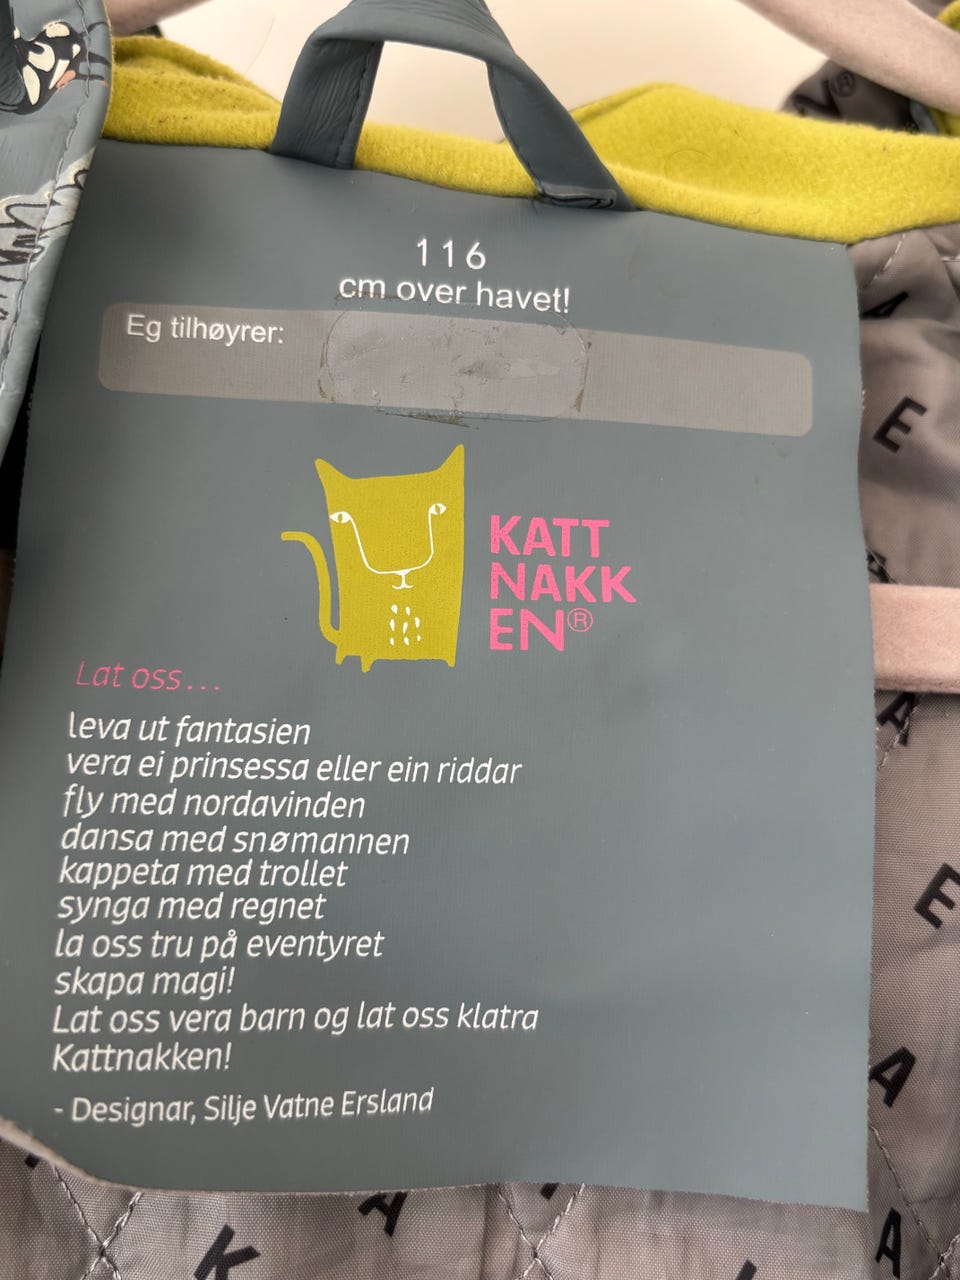 116
cm over havet!
Eg tilhøyrer:
KATT
NAKK
EN®
Lat oss...
leva ut fantasien
vera ei prinsessa eller ein riddar
fly med nordavinden
dansa med snømannen
kappeta med trollet
synga med regnet
la oss tru på eventyret
skapa magi!
Lat oss vera barn og lat oss klatra
Kattnakken!
- Designar, Silje Vatne Ersland
E
A
E
A
A
A
K